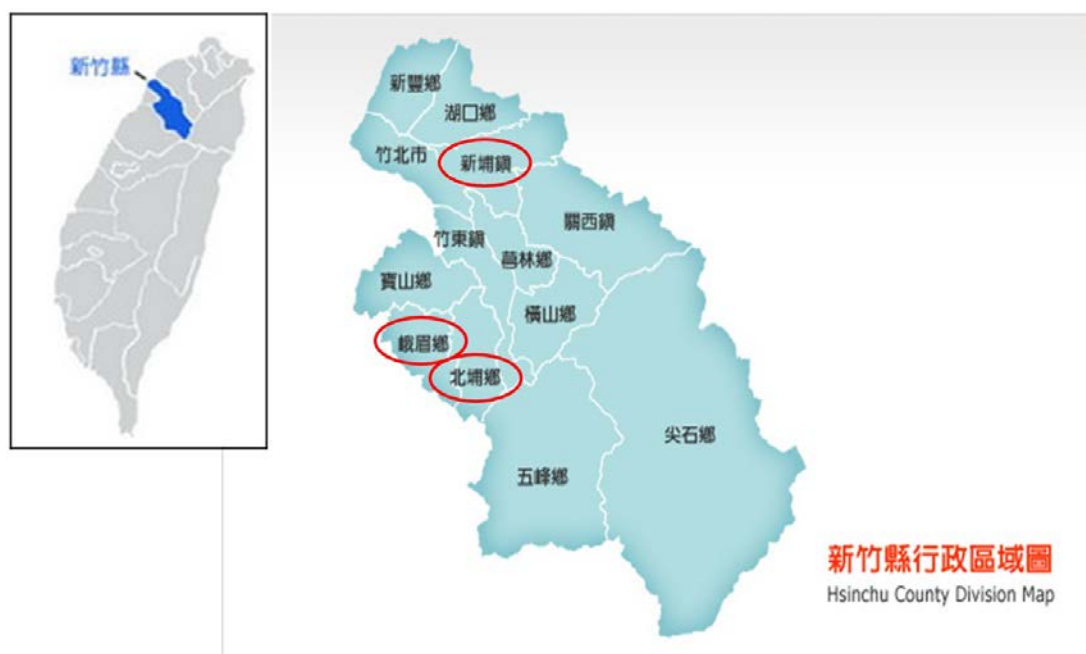 新竹縣
新豐鄉
湖口鄉
竹北市
新埔鎮
關西鎮
竹東鎮
芎林鄉
寶山鄉
橫山鄉
峨眉鄉
北埔鄉
尖石鄉
五峰鄉
新竹縣行政區域圖
Hsinchu County Division Map